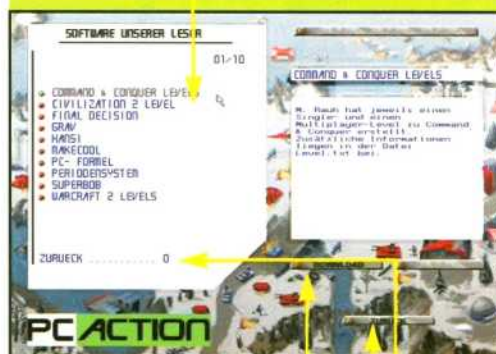 SOFTWARE UNSERER LESER
01/10
COMMAND & CONQUER LEVELS
CIVILIZATION 2 LEVEL
FINAL DECISION
GRAV
HANSI
MAKECOOL
PC- FORMEL
PERIODENSYSTEM
SUPERBOB
WARCRAFT 2 LEVELS
ZURUECK .......... 0
COMMAND & CONQUER LEVELS
M. Rauh hat jeweils einen
Singler und einen
Multiplayer-Level zu Command
& Conquer erstellt.
Zusätzliche Informationen
liegen in der Datei
Level.txt bei.
DOWNLOAD
PC ACTION